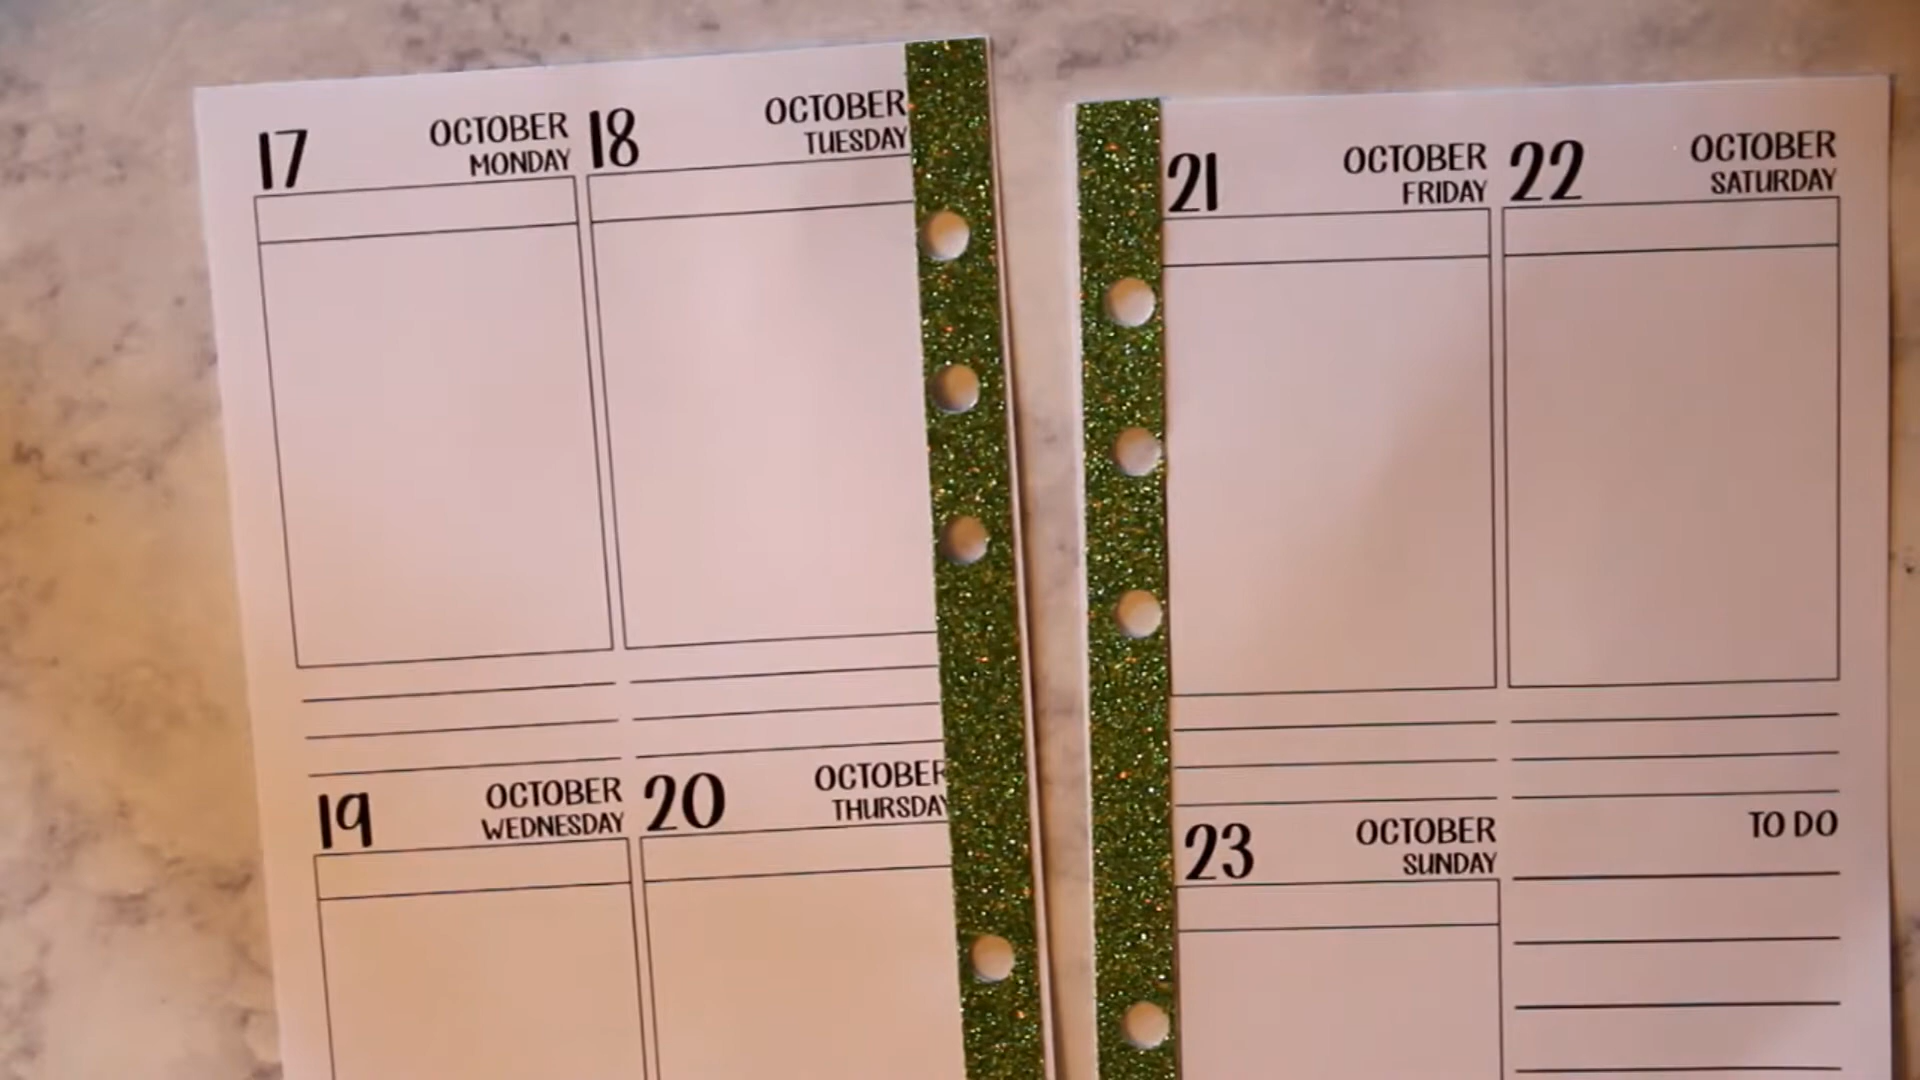 17
OCTOBER
MONDAY
18
OCTOBER
TUESDAY
19
OCTOBER
WEDNESDAY
20
OCTOBER
THURSDAY
21
OCTOBER
FRIDAY
22
OCTOBER
SATURDAY
23
OCTOBER
SUNDAY
TO DO